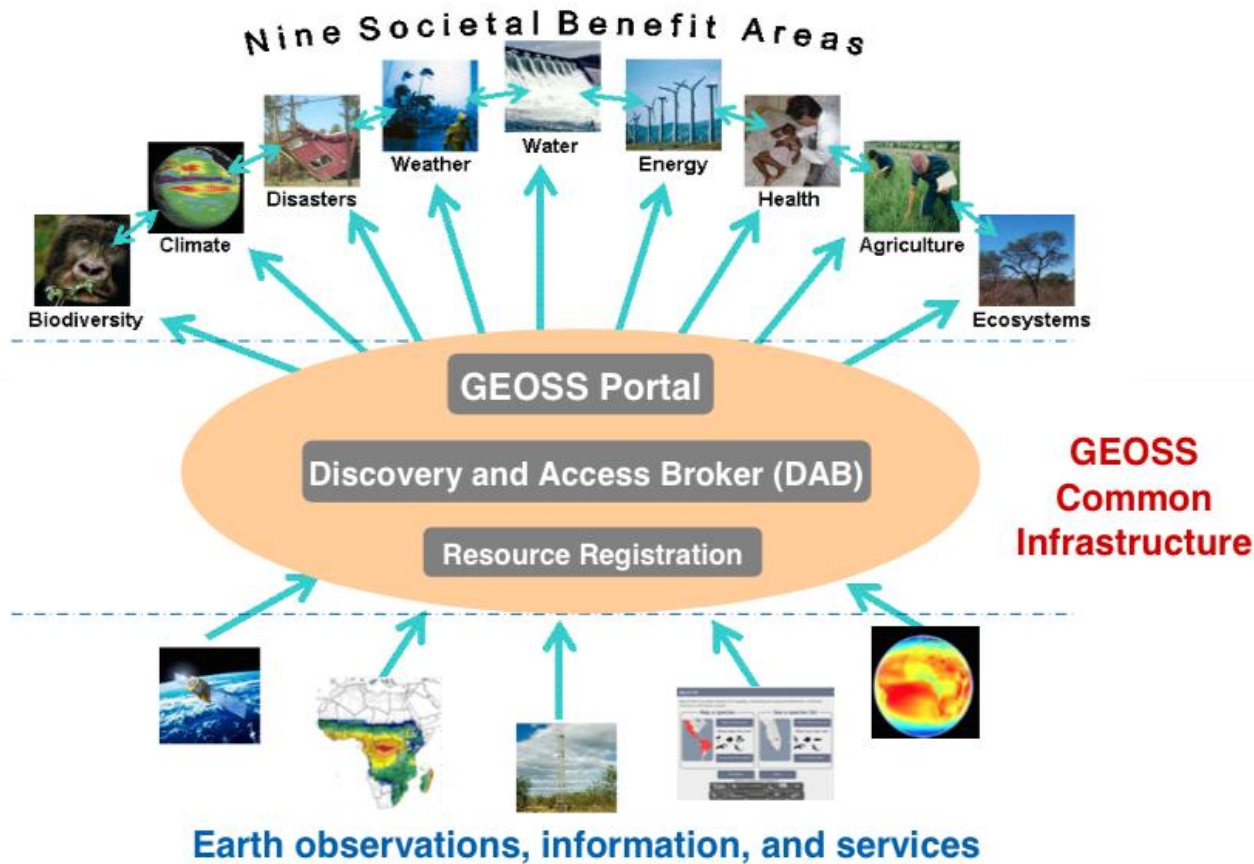 Nine Societal Benefit Areas
Water
Weather
Energy
Disasters
Health
Climate
Agriculture
Biodiversity
Ecosystems
GEOSS Portal
Discovery and Access Broker (DAB)
Resource Registration
GEOSS
Common
Infrastructure
Earth observations, information, and services